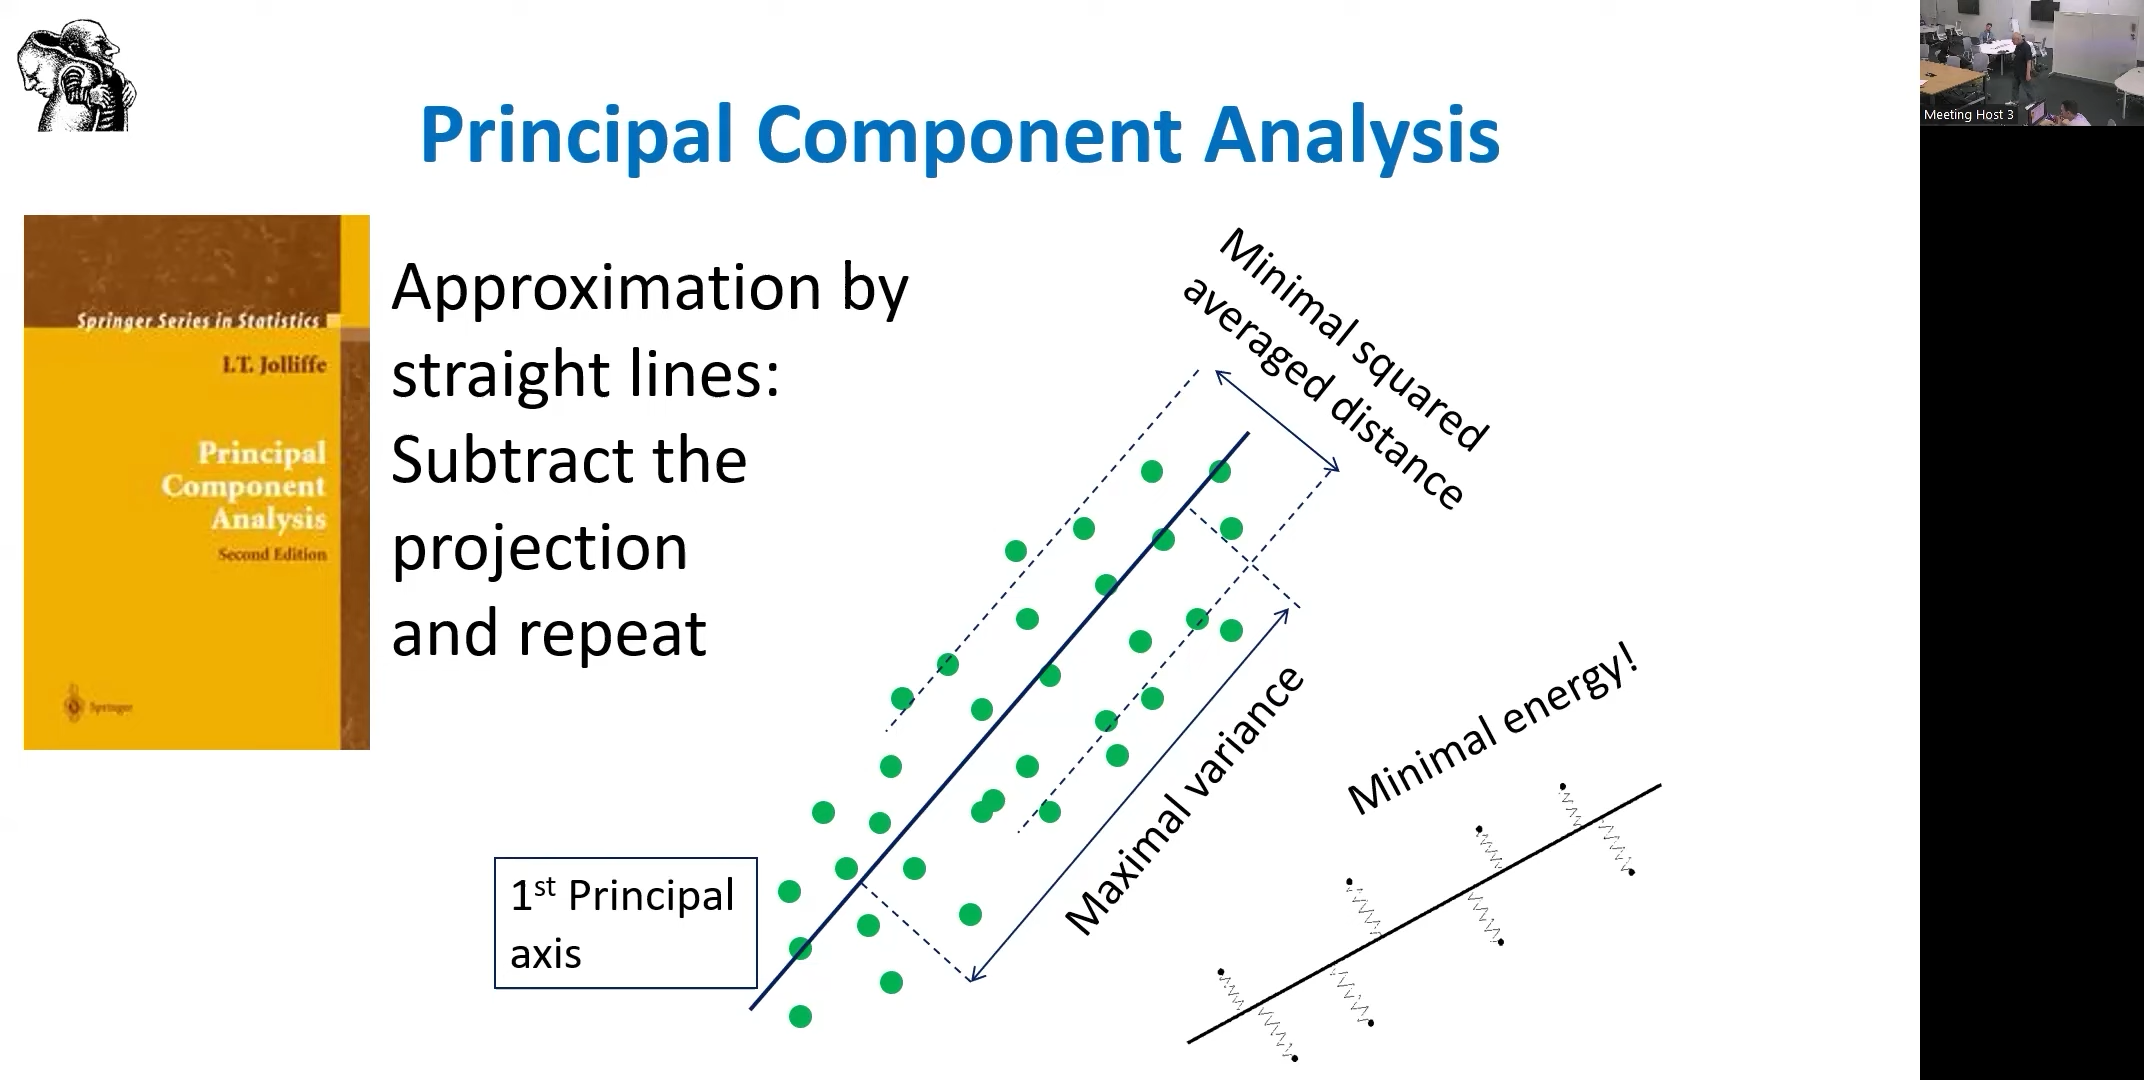 Principal Component Analysis
Springer Series in Statistics
I.T. Jolliffe
Principal
Component
Analysis
Second Edition
Springer
Approximation by
straight lines:
Subtract the
projection
and repeat
Minimal squared
averaged distance
Maximal variance
Minimal energy!
1st Principal
axis
Meeting Host 3